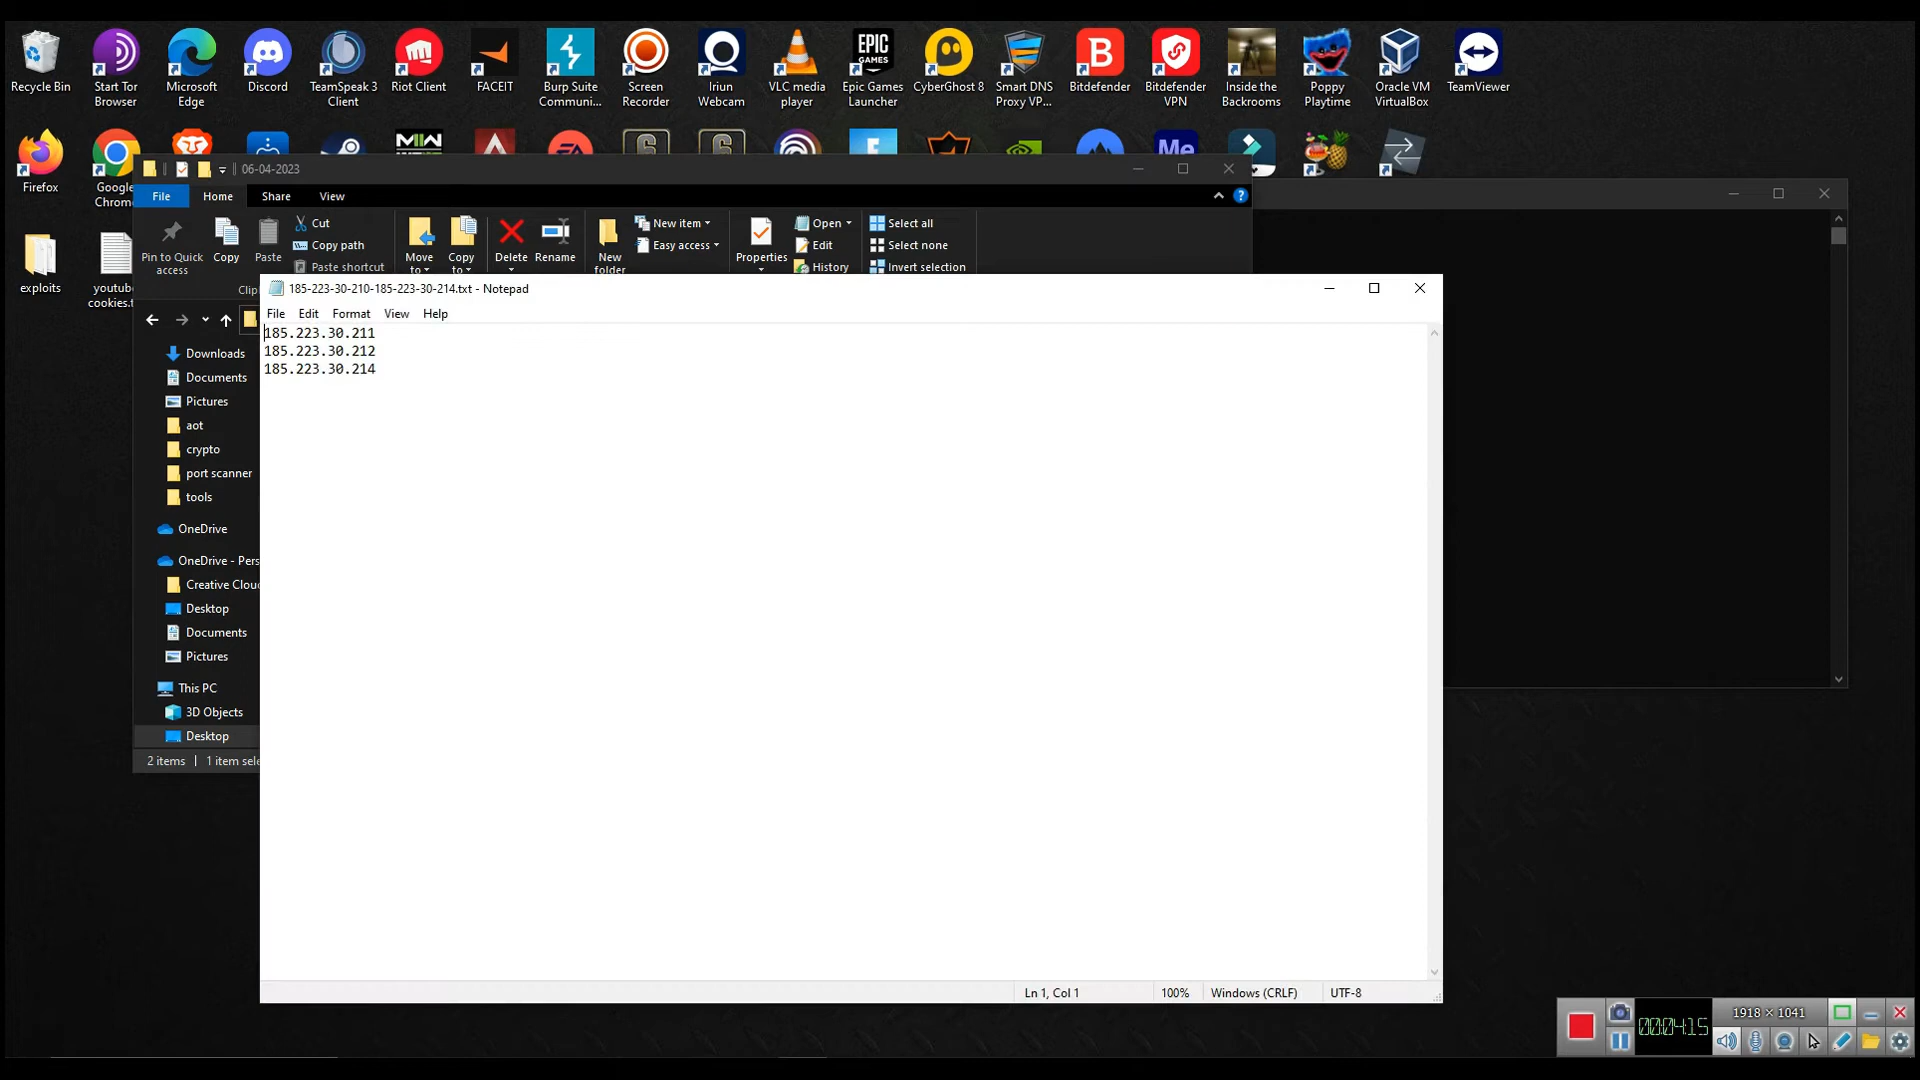 Recycle Bin
Start Tor Browser
Microsoft Edge
Discord
TeamSpeak 3 Client
Riot Client
FACEIT
Burp Suite Communi...
Screen Recorder
Iriun Webcam
VLC media player
EPIC GAMES
Epic Games Launcher
CyberGhost 8
Smart DNS Proxy VP...
Bitdefender
Bitdefender VPN
Inside the Backrooms
Poppy Playtime
Oracle VM VirtualBox
TeamViewer
Firefox
Google Chrom
exploits
youtub cookies.t
06-04-2023
File Home Share View
Pin to Quick access
Copy
Paste
Cut
Copy path
Paste shortcut
Move to
Copy to
Delete
Rename
New folder
New item
Easy access
Properties
Open
Edit
History
Select all
Select none
Invert selection
Clip
185-223-30-210-185-223-30-214.txt - Notepad
File Edit Format View Help
185.223.30.211
185.223.30.212
185.223.30.214
Downloads
Documents
Pictures
aot
crypto
port scanner
tools
OneDrive
OneDrive - Pers
Creative Cloud
Desktop
Documents
Pictures
This PC
3D Objects
Desktop
2 items 1 item sele
Ln 1, Col 1 100% Windows (CRLF) UTF-8
1918 × 1041
00:04:15